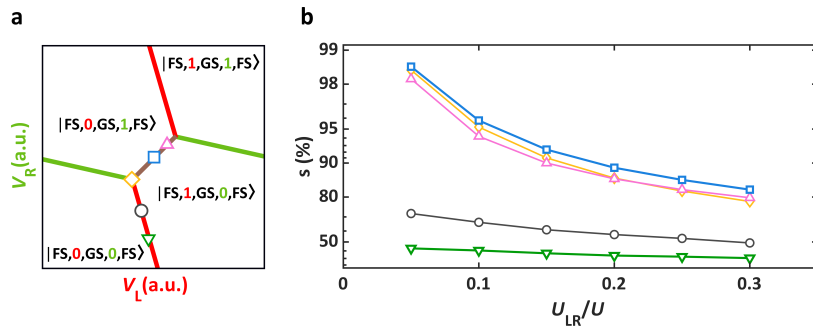 a
|FS,1,GS,1,FS⟩
|FS,0,GS,1,FS⟩
|FS,1,GS,0,FS⟩
|FS,0,GS,0,FS⟩
V_R(a.u.)
V_L(a.u.)
b
99
98
95
90
80
50
s (%)
0 0.1 0.2 0.3
U_LR/U